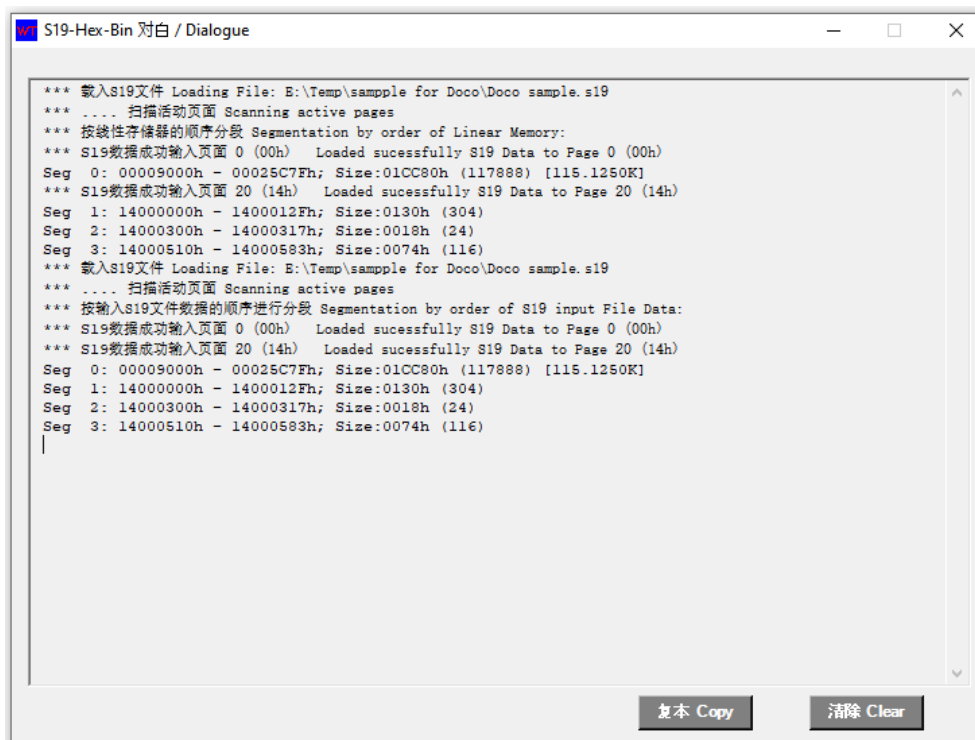 WT S19-Hex-Bin 对白 / Dialogue
*** 载入S19文件 Loading File: E:\Temp\sampple for Doco\Doco sample.s19
*** .... 扫描活动页面 Scanning active pages
*** 按线性存储器的顺序分段 Segmentation by order of Linear Memory:
*** S19数据成功输入页面 0 (00h) Loaded sucessfully S19 Data to Page 0 (00h)
Seg 0: 00009000h - 00025C7Fh; Size:01CC80h (117888) [115.1250K]
*** S19数据成功输入页面 20 (14h) Loaded sucessfully S19 Data to Page 20 (14h)
Seg 1: 14000000h - 1400012Fh; Size:0130h (304)
Seg 2: 14000300h - 14000317h; Size:0018h (24)
Seg 3: 14000510h - 14000583h; Size:0074h (116)
*** 载入S19文件 Loading File: E:\Temp\sampple for Doco\Doco sample.s19
*** .... 扫描活动页面 Scanning active pages
*** 按输入S19文件数据的顺序进行分段 Segmentation by order of S19 input File Data:
*** S19数据成功输入页面 0 (00h) Loaded sucessfully S19 Data to Page 0 (00h)
*** S19数据成功输入页面 20 (14h) Loaded sucessfully S19 Data to Page 20 (14h)
Seg 0: 00009000h - 00025C7Fh; Size:01CC80h (117888) [115.1250K]
Seg 1: 14000000h - 1400012Fh; Size:0130h (304)
Seg 2: 14000300h - 14000317h; Size:0018h (24)
Seg 3: 14000510h - 14000583h; Size:0074h (116)
复本 Copy 清除 Clear